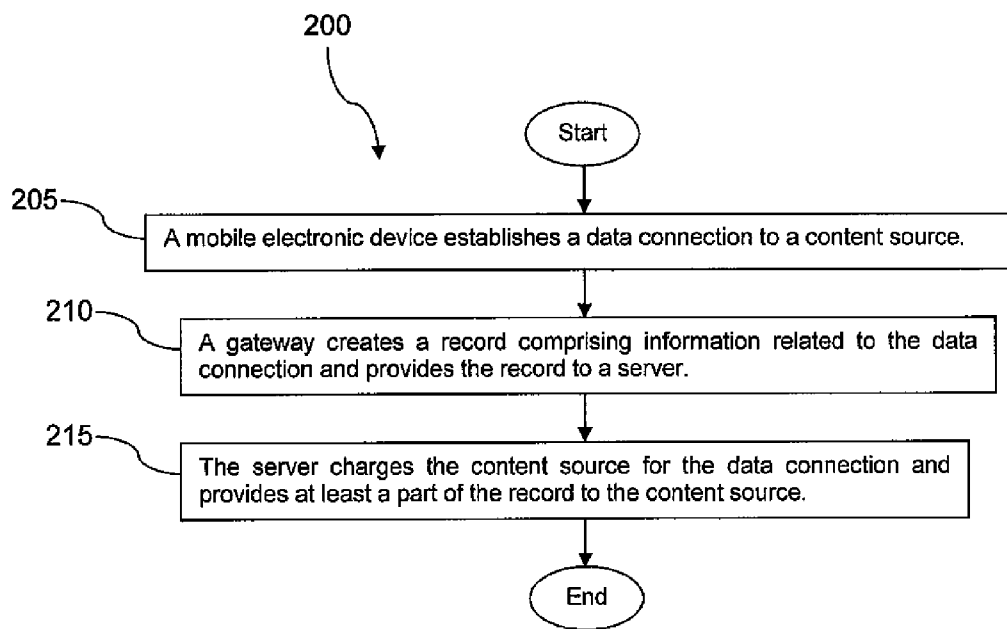 200
Start
205
A mobile electronic device establishes a data connection to a content source.
210
A gateway creates a record comprising information related to the data
connection and provides the record to a server.
215
The server charges the content source for the data connection and
provides at least a part of the record to the content source.
End